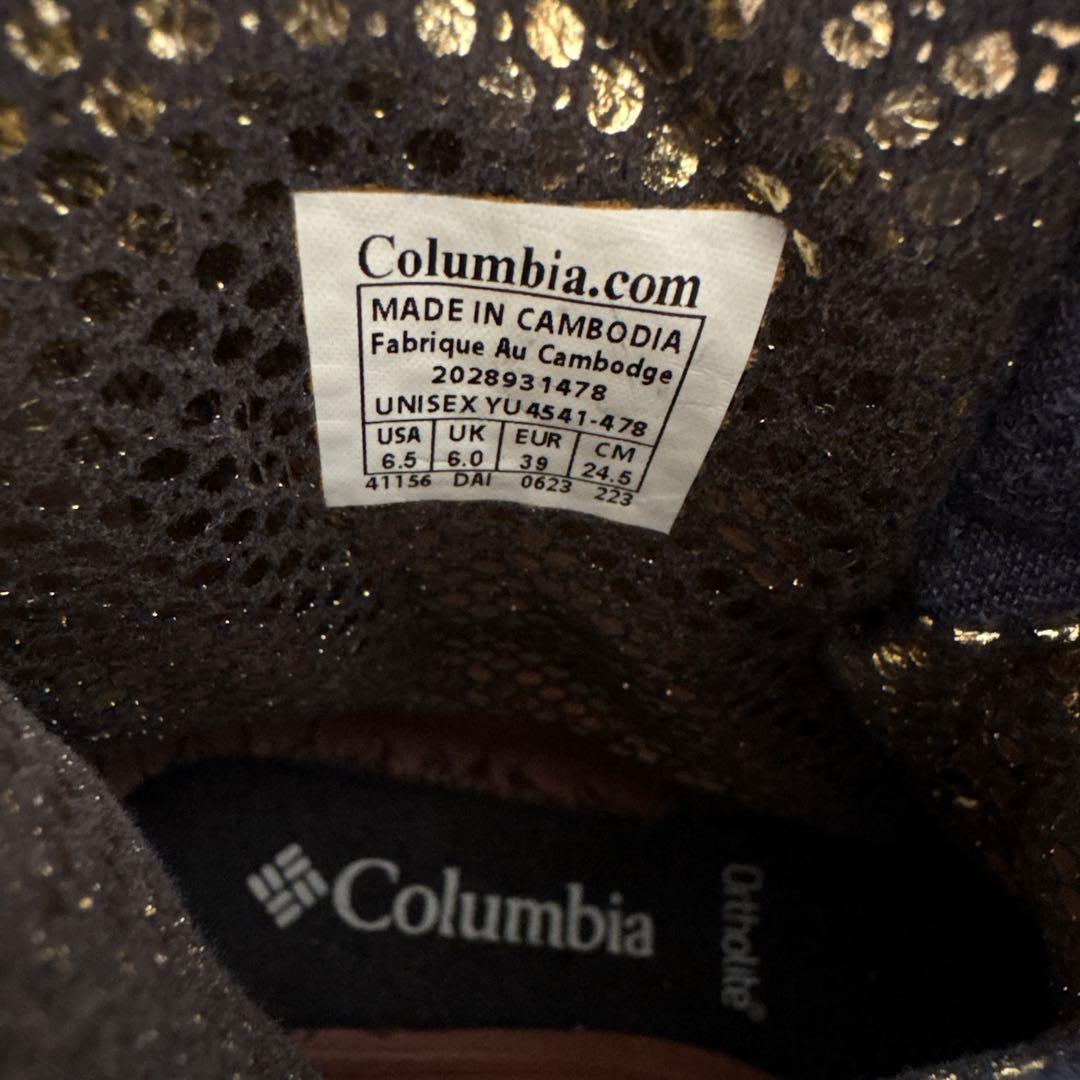 Columbia.com
MADE IN CAMBODIA
Fabrique Au Cambodge
2028931478
UNISEX YU4541-478
USA UK EUR CM
6.5 6.0 39 24.5
41156 DAI 0623 223
Columbia
Ortholite®